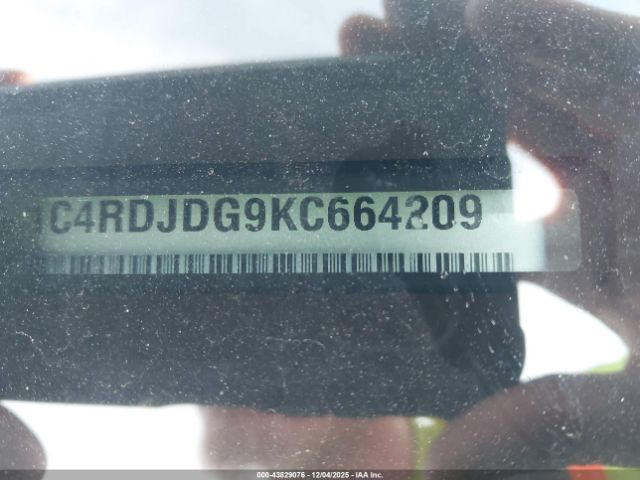 1C4RDJDG9KC664209
000-43829076 • 12/04/2025 • IAA Inc.